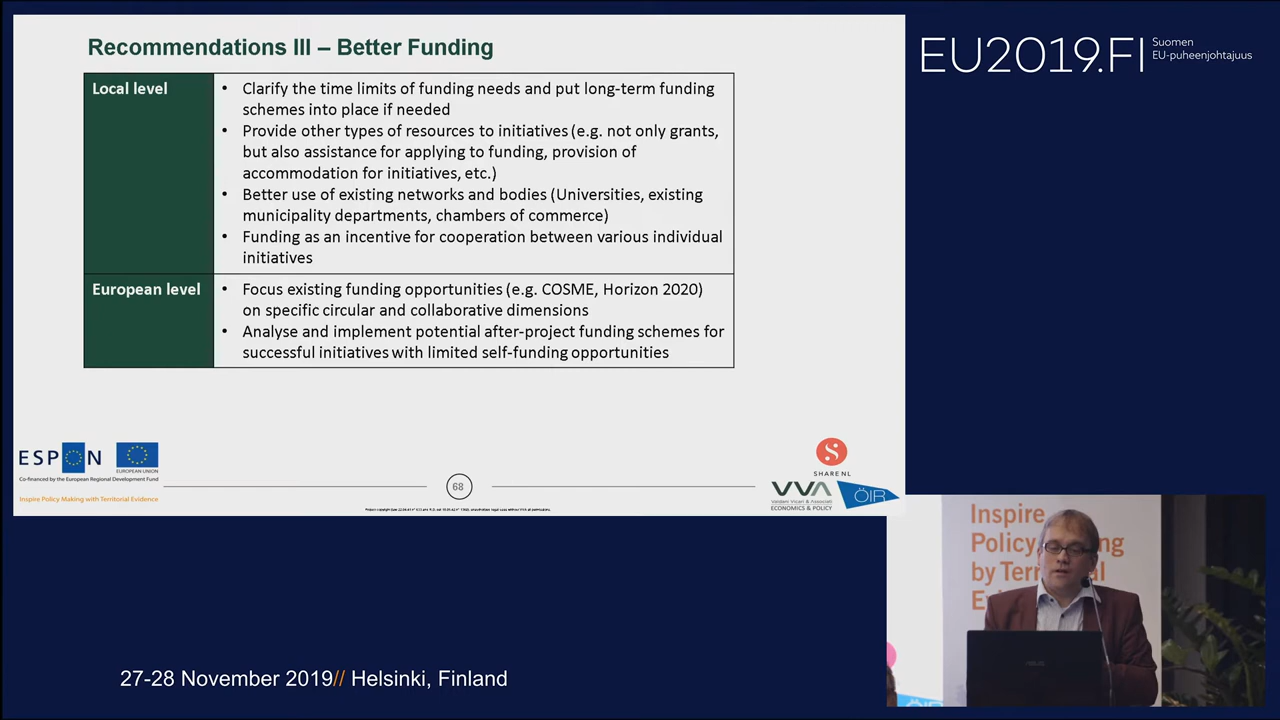 Recommendations III – Better Funding
Local level
• Clarify the time limits of funding needs and put long-term funding
schemes into place if needed
• Provide other types of resources to initiatives (e.g. not only grants,
but also assistance for applying to funding, provision of
accommodation for initiatives, etc.)
• Better use of existing networks and bodies (Universities, existing
municipality departments, chambers of commerce)
• Funding as an incentive for cooperation between various individual
initiatives
European level
• Focus existing funding opportunities (e.g. COSME, Horizon 2020)
on specific circular and collaborative dimensions
• Analyse and implement potential after-project funding schemes for
successful initiatives with limited self-funding opportunities
ESPON
EUROPEAN UNION
Co-financed by the European Regional Development Fund
Inspire Policy Making with Territorial Evidence
68
SHARENL
VVA
Valdani Vicari & Associati
ECONOMICS & POLICY
ÖIR
EU2019.FI
Suomen
EU-puheenjohtajuus
Inspire
Policy
by
27-28 November 2019// Helsinki, Finland